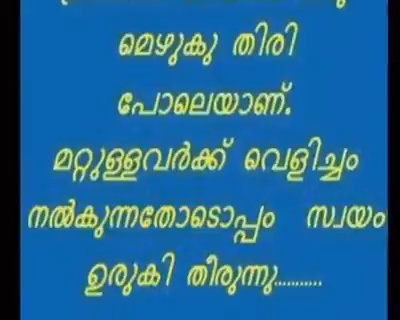 മെഴുകു തിരി
പോലെയാണ്.
മറ്റുള്ളവർക്ക് വെളിച്ചം
നൽകുന്നതോടൊപ്പം സ്വയം
ഉരുകി തീരുന്നു...........